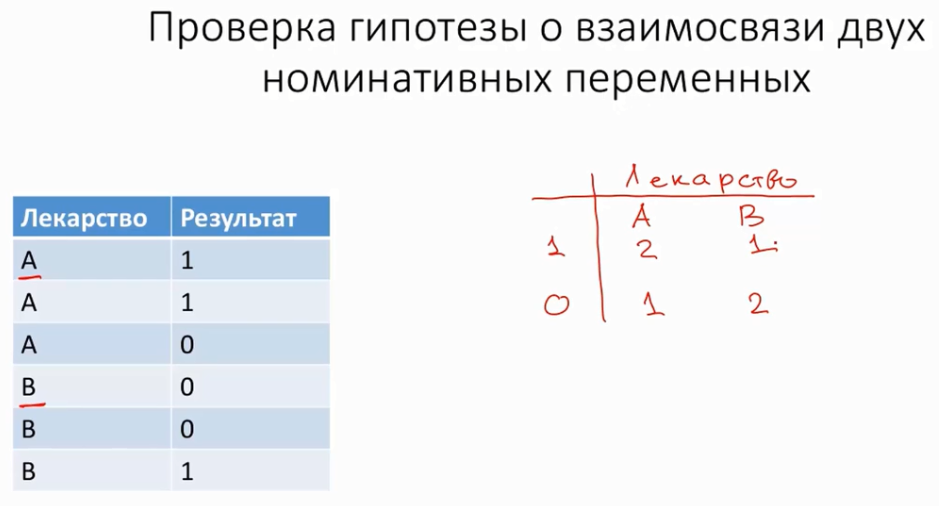 Проверка гипотезы о взаимосвязи двух
номинативных переменных
Лекарство Результат
A 1
A 1
A 0
B 0
B 0
B 1
Лекарство
A B
1 2 1
0 1 2